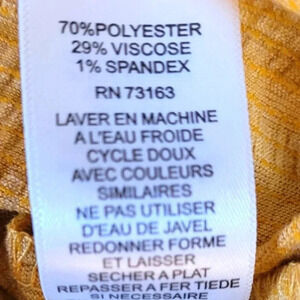 70%POLYESTER
29% VISCOSE
1% SPANDEX
RN 73163
LAVER EN MACHINE
A L'EAU FROIDE
CYCLE DOUX
AVEC COULEURS
SIMILAIRES
NE PAS UTILISER
D'EAU DE JAVEL
REDONNER FORME
ET LAISSER
SECHER A PLAT
REPASSER A FER TIEDE
SI NECESSAIRE